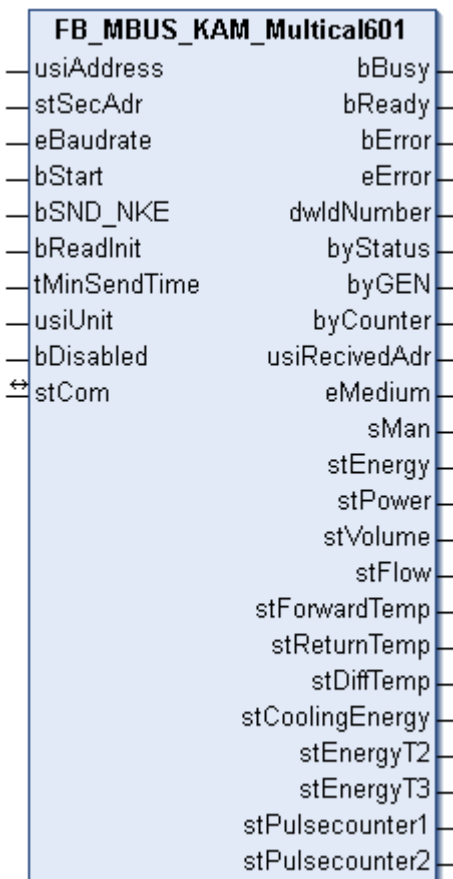 FB_MBUS_KAM_Multical601
usiAddress bBusy
stSecAdr bReady
eBaudrate bError
bStart eError
bSND_NKE dwIdNumber
bReadInit byStatus
tMinSendTime byGEN
usiUnit byCounter
bDisabled usiRecivedAdr
stCom eMedium
sMan
stEnergy
stPower
stVolume
stFlow
stForwardTemp
stReturnTemp
stDiffTemp
stCoolingEnergy
stEnergyT2
stEnergyT3
stPulsecounter1
stPulsecounter2